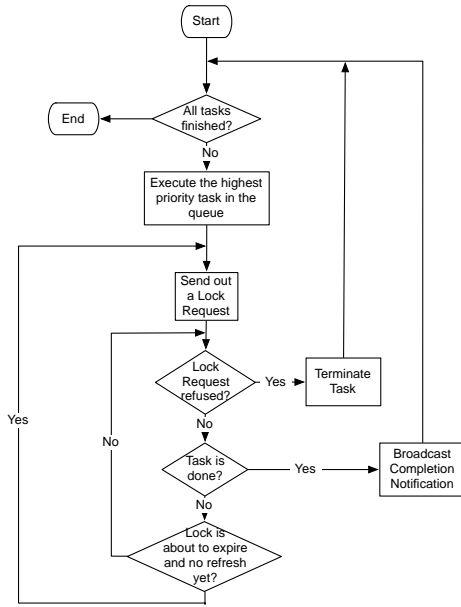 Start
All tasks
finished?
End
No
Execute the highest
priority task in the
queue
Send out
a Lock
Request
Lock
Request
refused?
Yes
Terminate
Task
Yes
No
No
Task is
done?
Yes
Broadcast
Completion
Notification
No
Lock is
about to expire
and no refresh
yet?